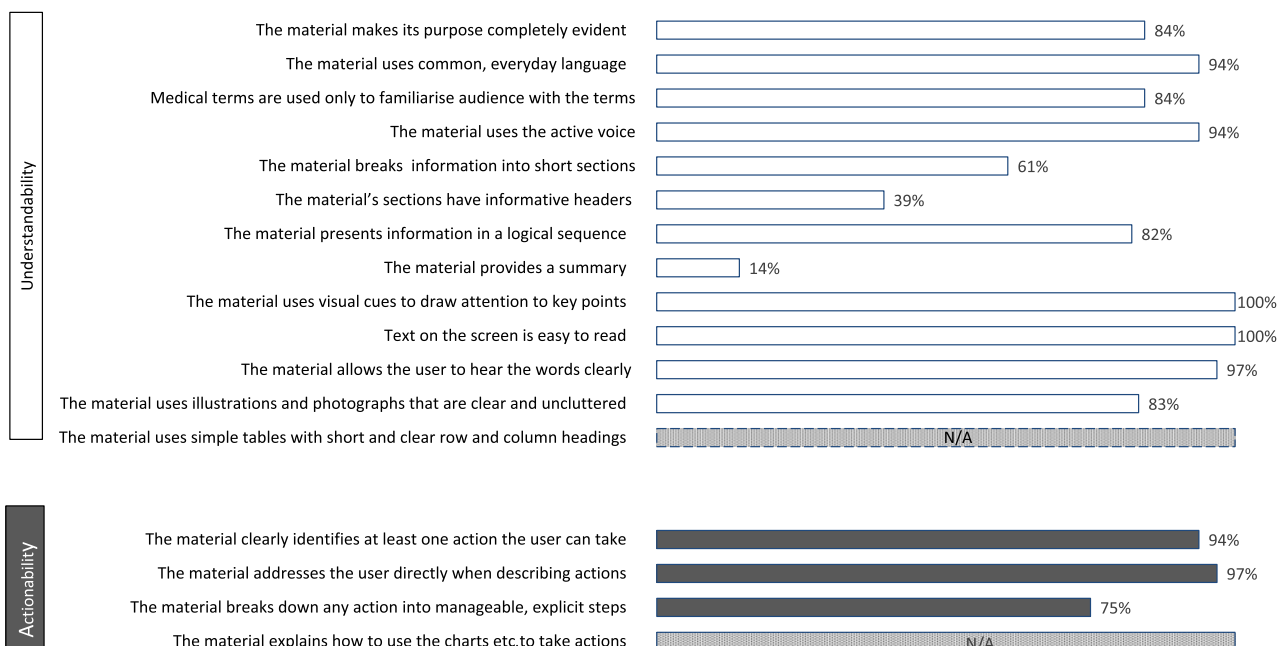 Understandability
The material makes its purpose completely evident 84%
The material uses common, everyday language 94%
Medical terms are used only to familiarise audience with the terms 84%
The material uses the active voice 94%
The material breaks information into short sections 61%
The material's sections have informative headers 39%
The material presents information in a logical sequence 82%
The material provides a summary 14%
The material uses visual cues to draw attention to key points 100%
Text on the screen is easy to read 100%
The material allows the user to hear the words clearly 97%
The material uses illustrations and photographs that are clear and uncluttered 83%
The material uses simple tables with short and clear row and column headings N/A
Actionability
The material clearly identifies at least one action the user can take 94%
The material addresses the user directly when describing actions 97%
The material breaks down any action into manageable, explicit steps 75%
The material explains how to use the charts etc.to take actions N/A